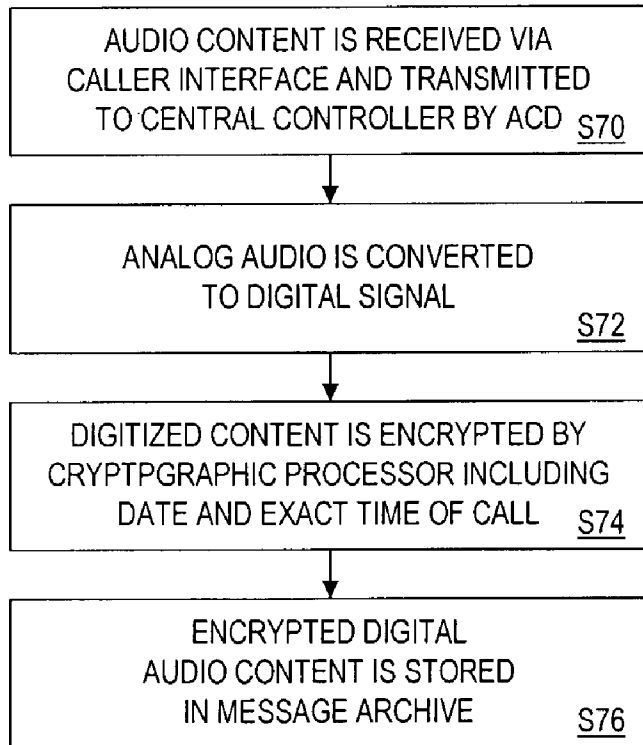 AUDIO CONTENT IS RECEIVED VIA
CALLER INTERFACE AND TRANSMITTED
TO CENTRAL CONTROLLER BY ACD
S70
ANALOG AUDIO IS CONVERTED
TO DIGITAL SIGNAL
S72
DIGITIZED CONTENT IS ENCRYPTED BY
CRYPTPGRAPHIC PROCESSOR INCLUDING
DATE AND EXACT TIME OF CALL
S74
ENCRYPTED DIGITAL
AUDIO CONTENT IS STORED
IN MESSAGE ARCHIVE
S76